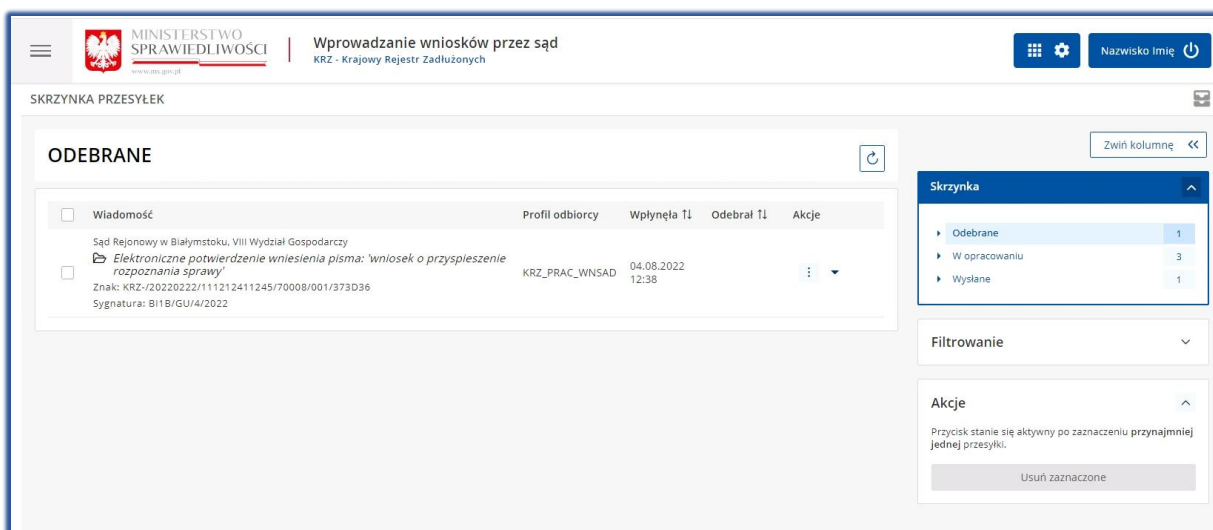 MINISTERSTWO
SPRAWIEDLIWOŚCI
www.ms.gov.pl
Wprowadzanie wniosków przez sąd
KRZ - Krajowy Rejestr Zadłużonych
Nazwisko Imię
SKRZYNKA PRZESYŁEK
Zwiń kolumnę
ODEBRANE
Skrzynka
Wiadomość Profil odbiorcy Wpłynęła Odebrał Akcje
Sąd Rejonowy w Białymstoku, VIII Wydział Gospodarczy
Elektroniczne potwierdzenie wniesienia pisma: 'wniosek o przyspieszenie
rozpoznania sprawy'
Znak: KRZ-/20220222/111212411245/70008/001/373D36
Sygnatura: BI1B/GU/4/2022
KRZ_PRAC_WNSAD
04.08.2022
12:38
Odebrane 1
W opracowaniu 3
Wysłane 1
Filtrowanie
Akcje
Przycisk stanie się aktywny po zaznaczeniu przynajmniej
jednej przesyłki.
Usuń zaznaczone